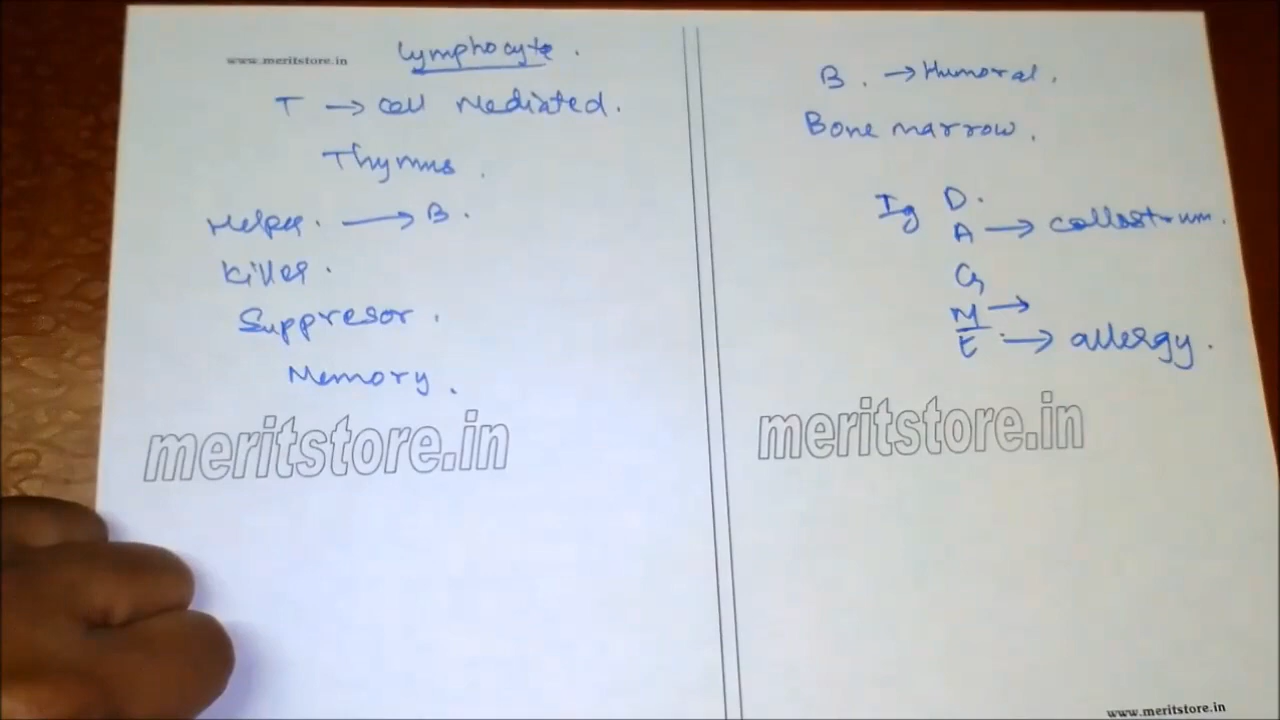 www.meritstore.in
Lymphocyte.
T → cell Mediated.
Thymus.
Helper. → B.
Killer.
Suppresor.
Memory.
meritstore.in
B. → Humoral.
Bone marrow.
Ig D.
A → collostrum.
G
M →
E → allergy.
meritstore.in
www.meritstore.in